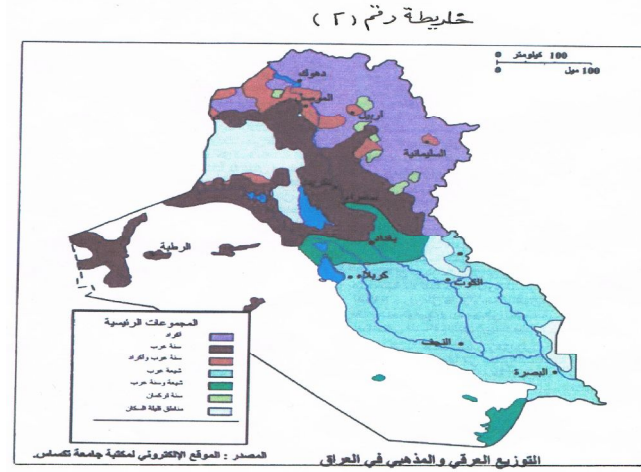 خريطة رقم (٢)
100 كيلومتر
100 ميل
دهوك
الموصل
أربيل
السليمانية
سامراء
بغداد
الرطبة
كربلاء
الكوت
النجف
البصرة
المجموعات الرئيسية
أكراد
سنة عرب
سنة عرب وأكراد
شيعة عرب
شيعة وسنة عرب
سنة تركمان
مناطق قليلة السكان
المصدر : الموقع الإلكتروني لمكتبة جامعة تكساس.
التوزيع العرقي والمذهبي في العراق